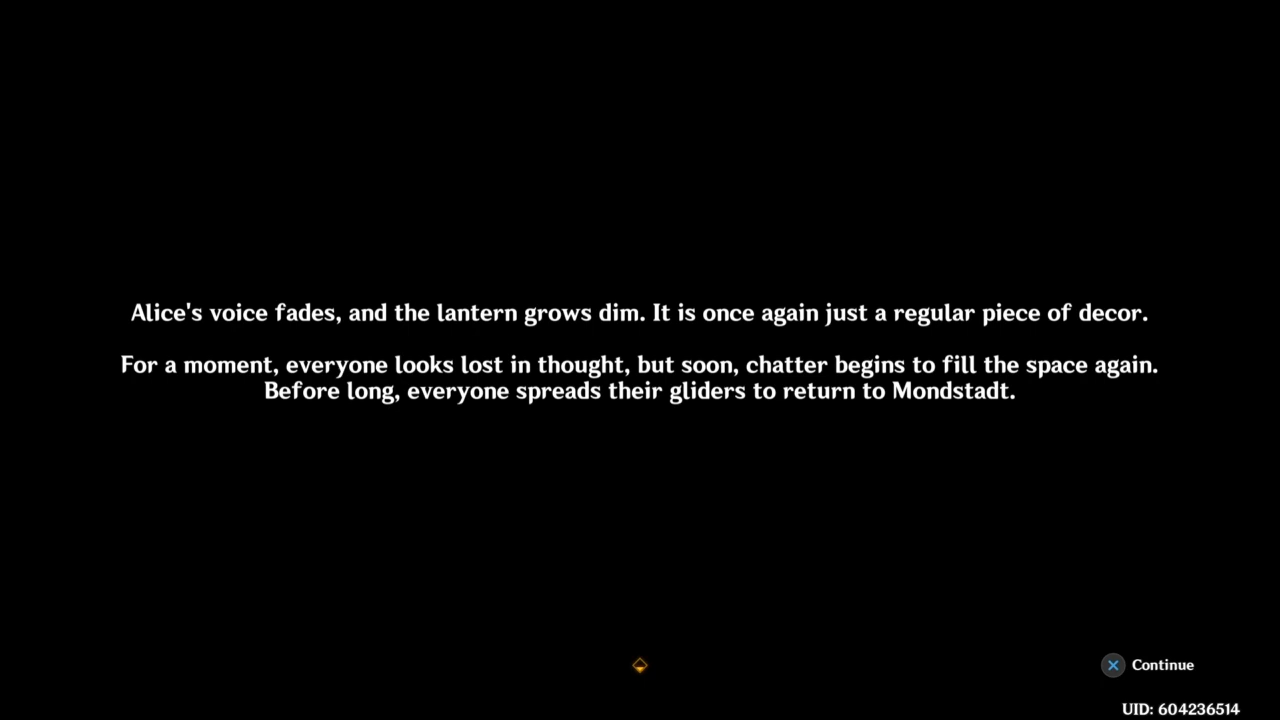 Alice's voice fades, and the lantern grows dim. It is once again just a regular piece of decor.
For a moment, everyone looks lost in thought, but soon, chatter begins to fill the space again.
Before long, everyone spreads their gliders to return to Mondstadt.
Continue
UID: 604236514